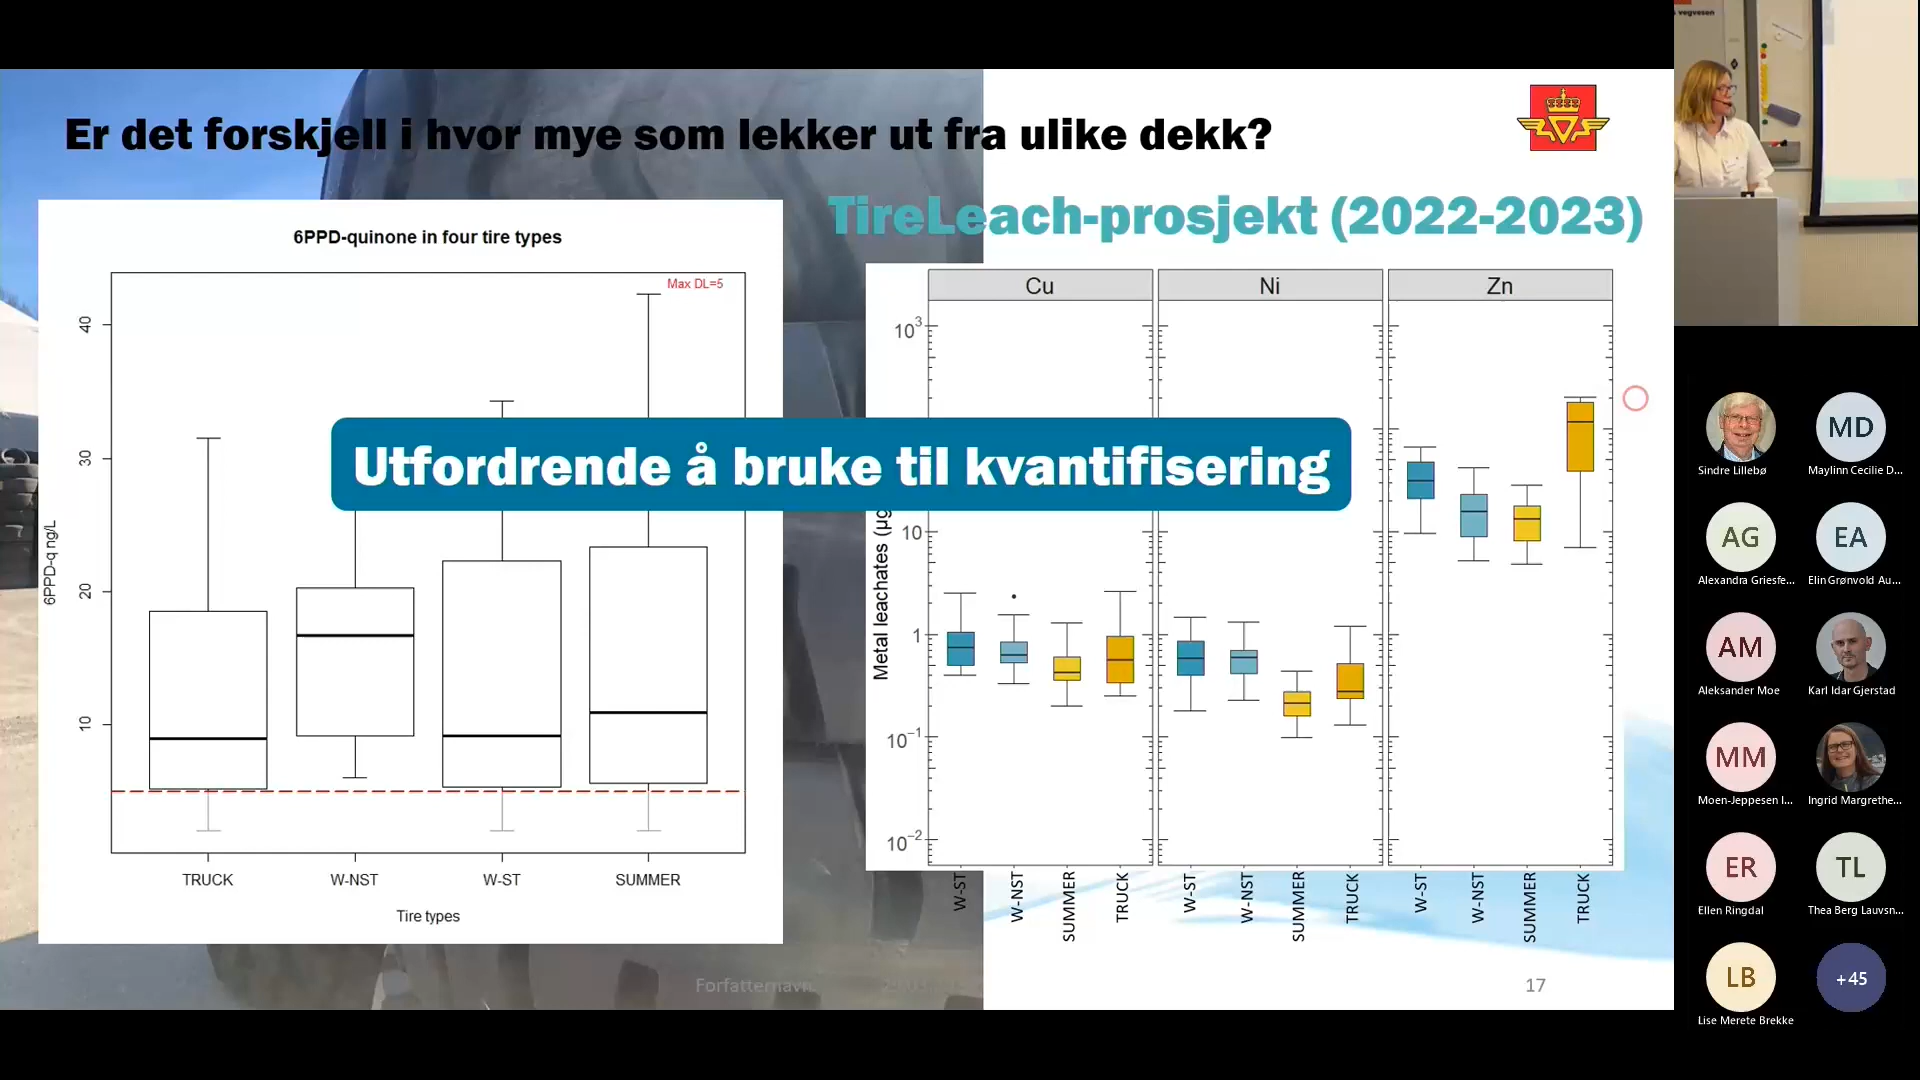 vegvesen
Er det forskjell i hvor mye som lekker ut fra ulike dekk?
TireLeach-prosjekt (2022-2023)
6PPD-quinone in four tire types
Max DL=5
40
30
20
10
6PPD-q ng/L
TRUCK
W-NST
W-ST
SUMMER
Tire types
Utfordrende å bruke til kvantifisering
Cu
Ni
Zn
10³
10
1
10⁻¹
10⁻²
Metal leachates (µg
W-ST
W-NST
SUMMER
TRUCK
W-ST
W-NST
SUMMER
TRUCK
W-ST
W-NST
SUMMER
TRUCK
Forfatternavn
17
Sindre Lillebø
MD
Maylinn Cecilie D...
AG
Alexandra Griesfe...
EA
Elin Grønvold Au...
AM
Aleksander Moe
Karl Idar Gjerstad
MM
Moen-Jeppesen I...
Ingrid Margrethe...
ER
Ellen Ringdal
TL
Thea Berg Lauvsn...
LB
Lise Merete Brekke
+45